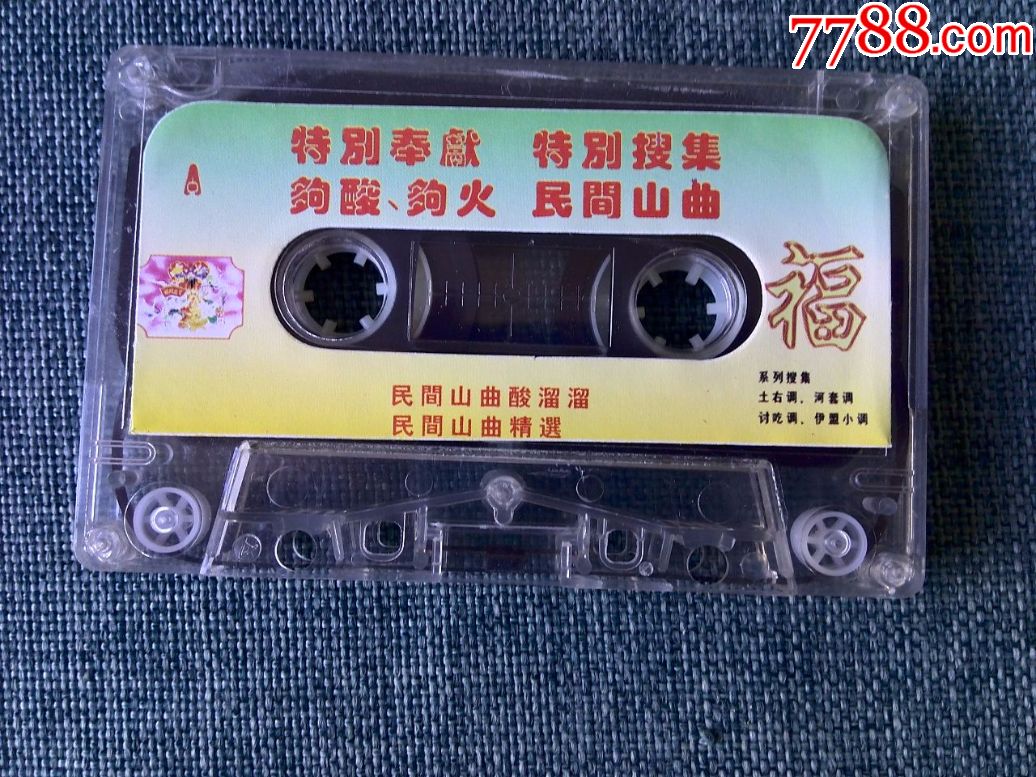 7788.com
特別奉獻 特別搜集
夠酸、夠火 民間山曲
A
福
民間山曲酸溜溜
民間山曲精選
系列搜集
土右调、河套调
讨吃调、伊盟小调